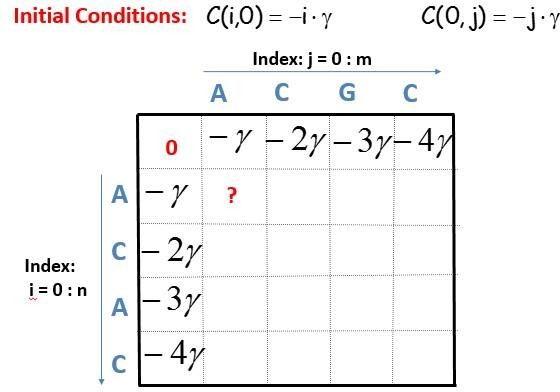 Initial Conditions: C(i,0) = −i · γ C(0, j) = −j · γ
Index: j = 0 : m
A C G C
0 −γ −2γ −3γ −4γ
A −γ ?
C −2γ
Index:
i = 0 : n
A −3γ
C −4γ